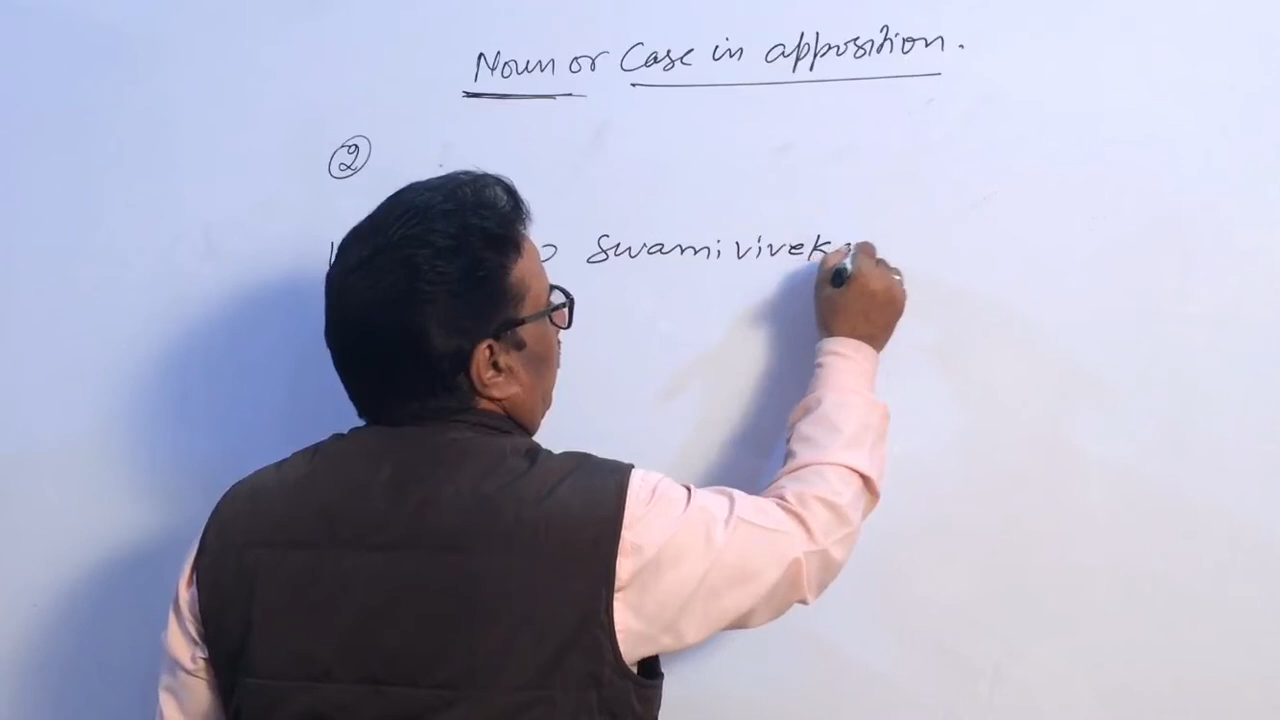 Noun or Case in apposition.
②
Swami vivek